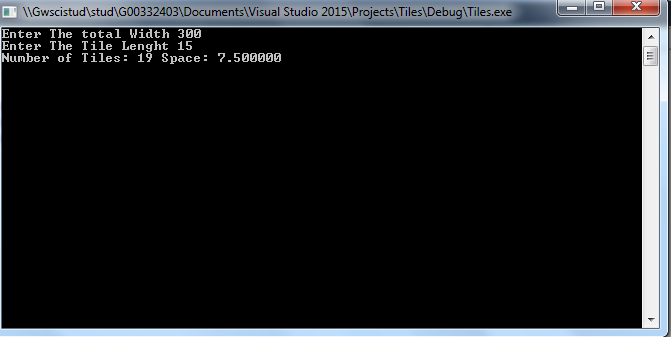 \\Gwscistud\stud\G00332403\Documents\Visual Studio 2015\Projects\Tiles\Debug\Tiles.exe
Enter The total Width 300
Enter The Tile Lenght 15
Number of Tiles: 19 Space: 7.500000